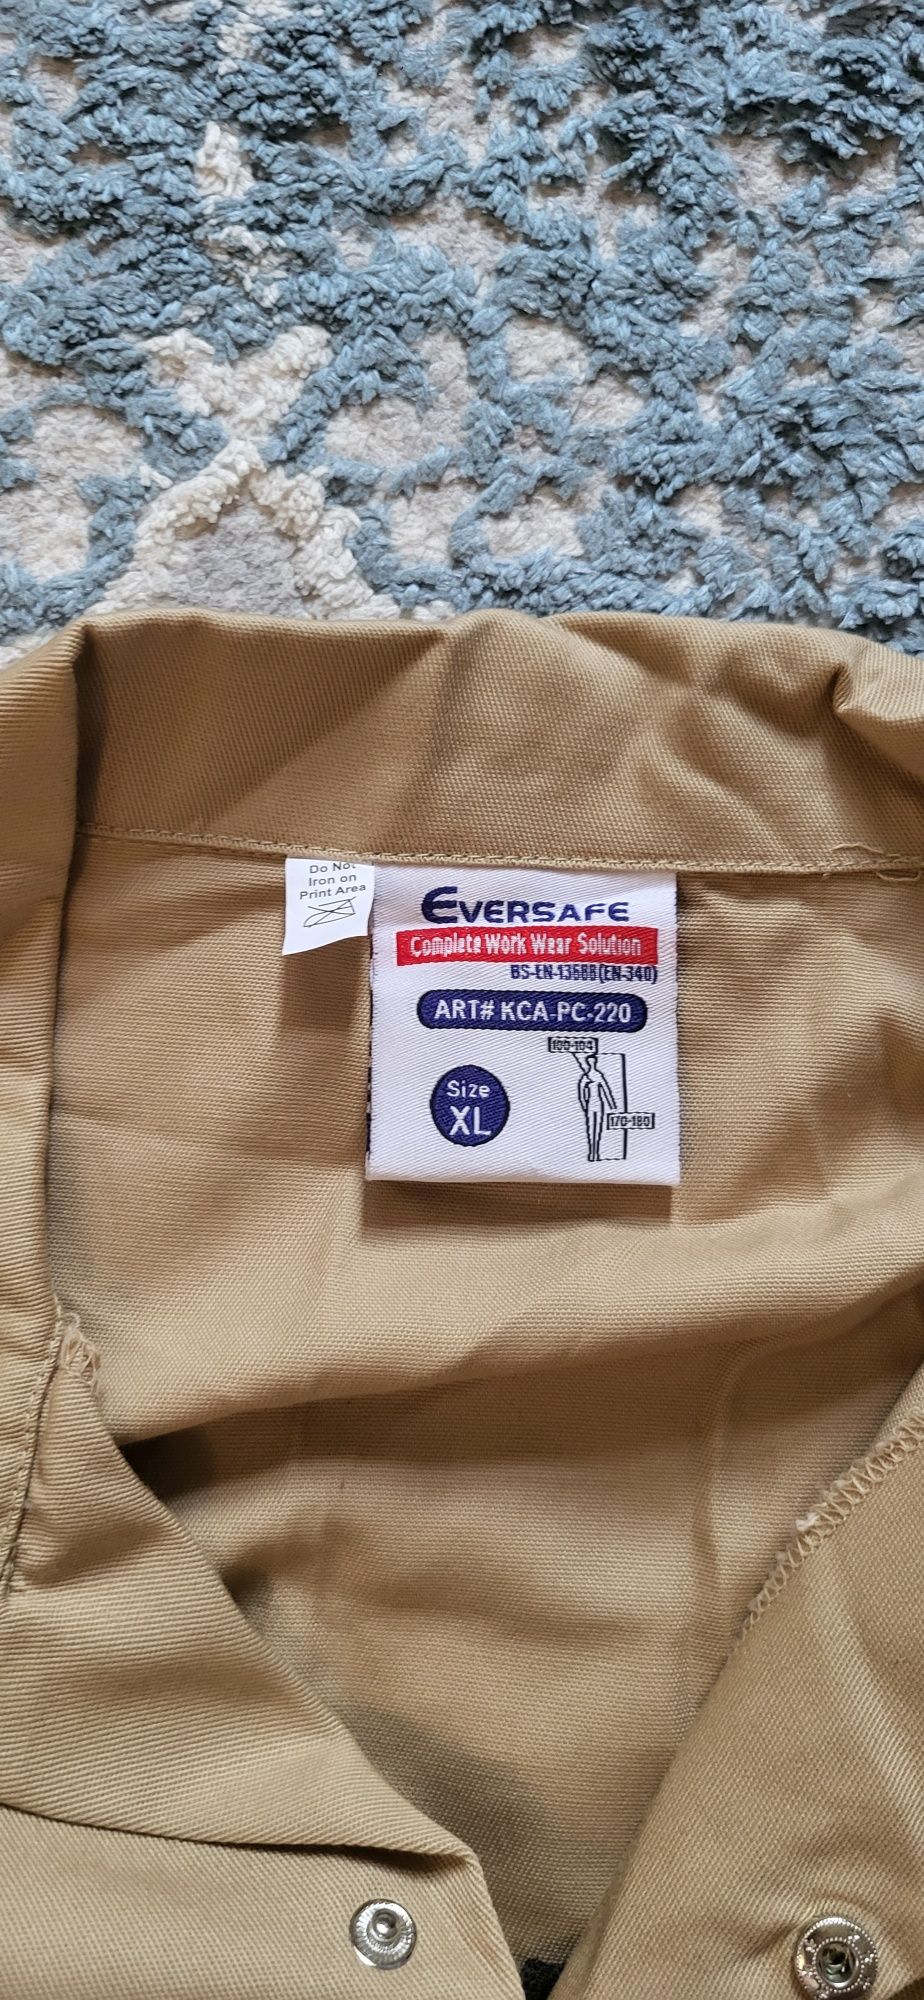 Do Not
Iron on
Print Area
EVERSAFE
Complete Work Wear Solution
BS-EN-13688(EN-340)
ART# KCA-PC-220
100-104
Size
XL
170-180